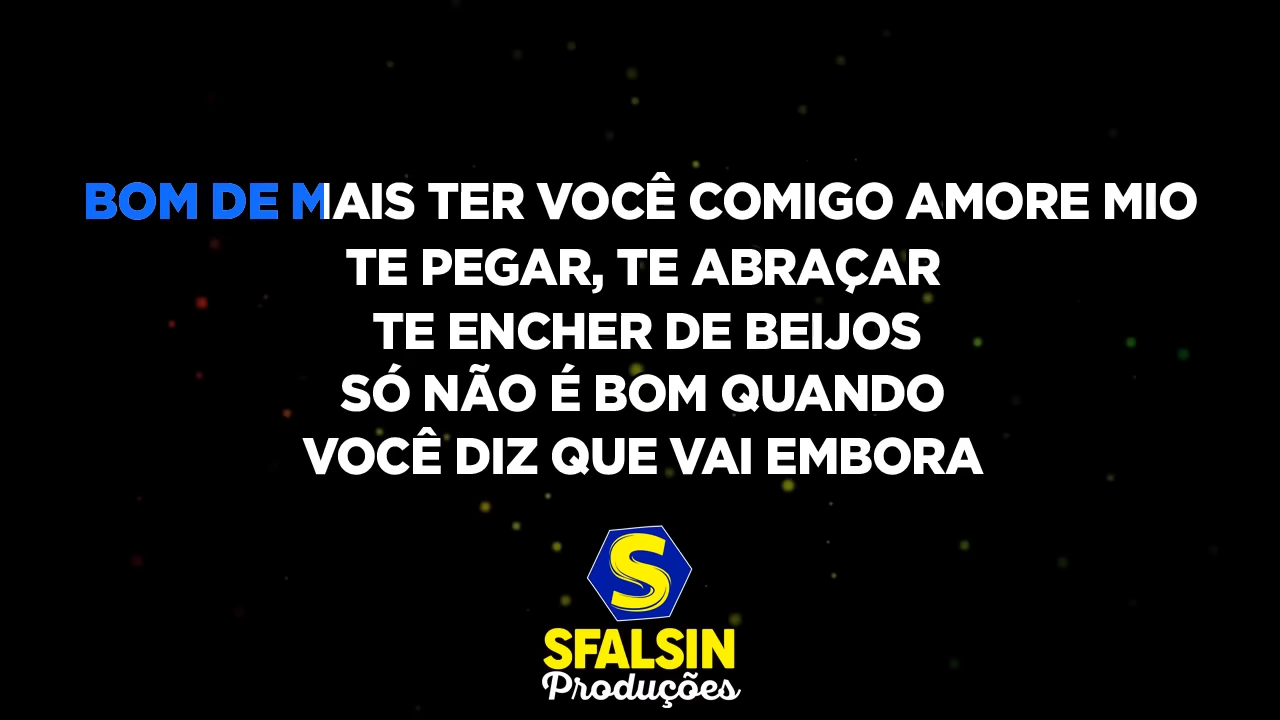 BOM DE MAIS TER VOCÊ COMIGO AMORE MIO
TE PEGAR, TE ABRAÇAR
TE ENCHER DE BEIJOS
SÓ NÃO É BOM QUANDO
VOCÊ DIZ QUE VAI EMBORA
S
SFALSIN
Produções